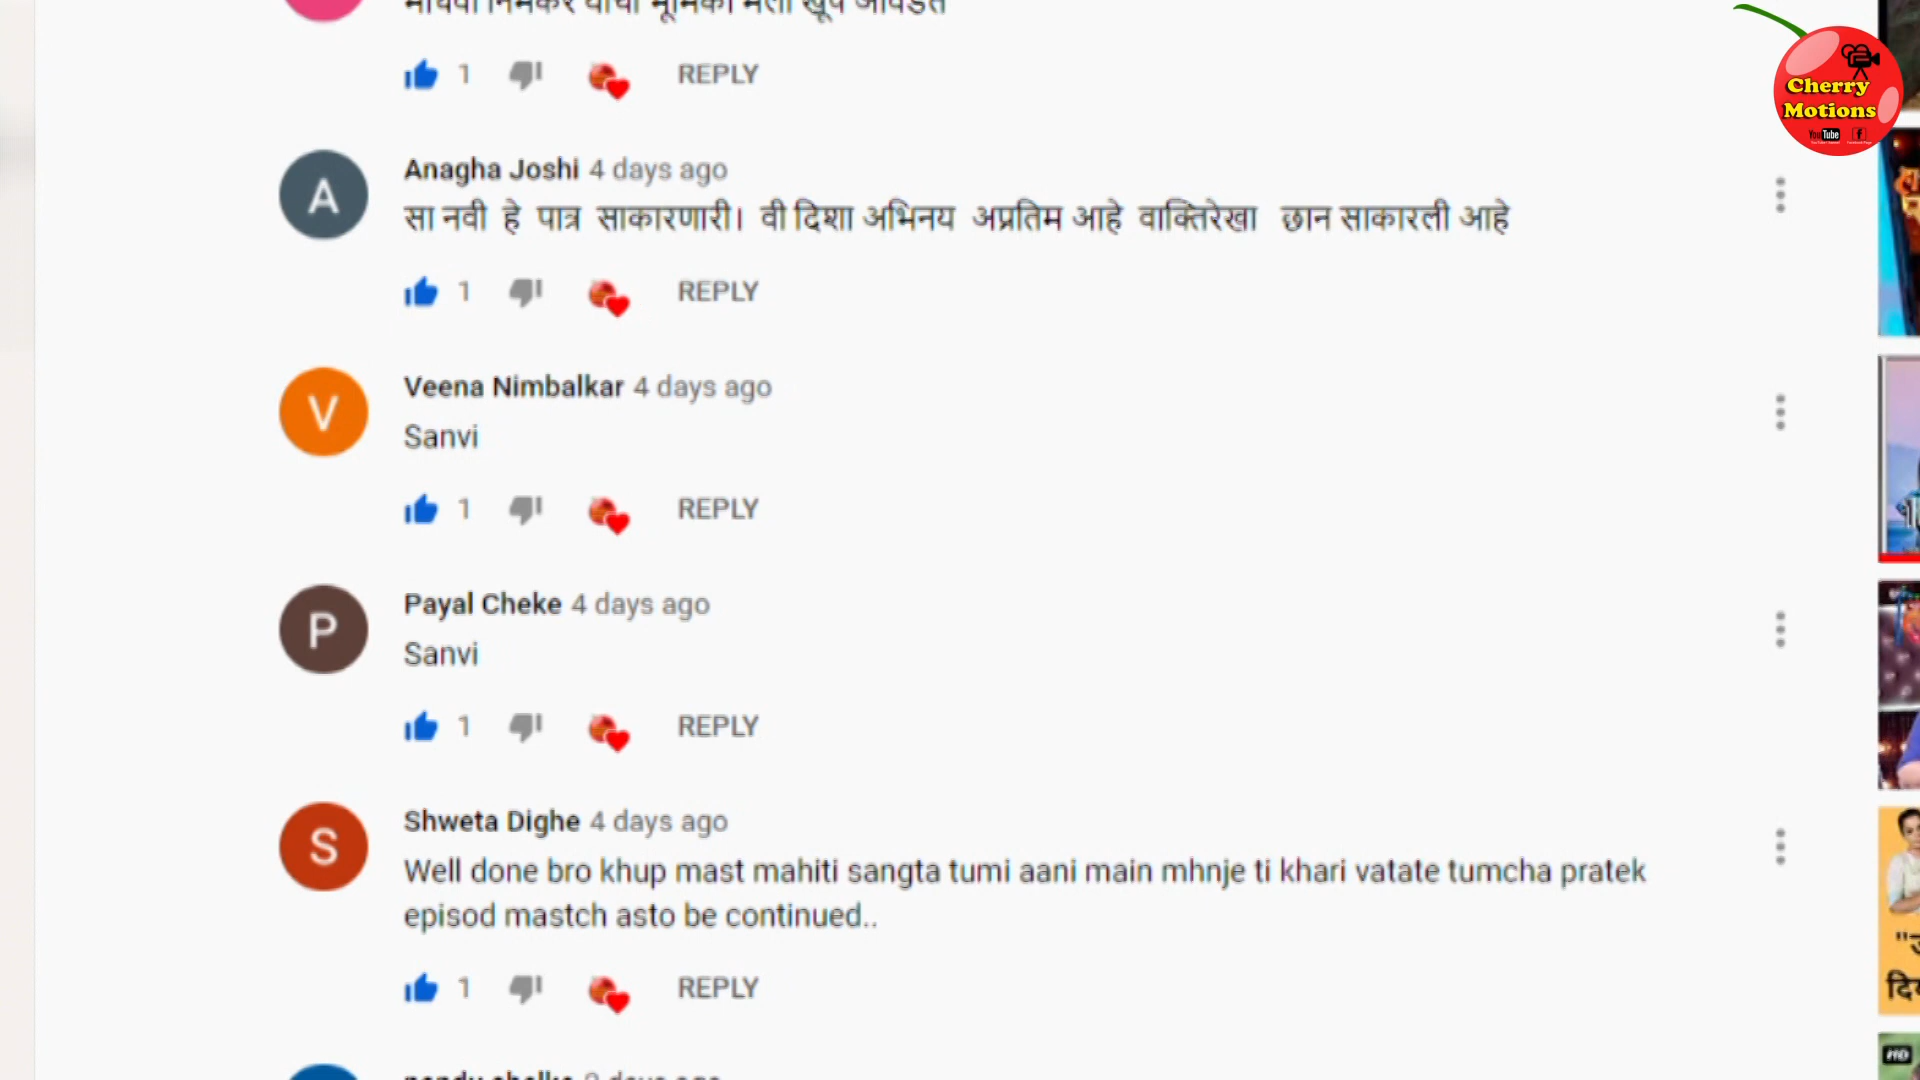 1 REPLY
Cherry
Motions
YouTube
A
Anagha Joshi 4 days ago
सा नवी हे पात्र साकारणारी। वी दिशा अभिनय अप्रतिम आहे वाक्तिरेखा छान साकारली आहे
1 REPLY
V
Veena Nimbalkar 4 days ago
Sanvi
1 REPLY
P
Payal Cheke 4 days ago
Sanvi
1 REPLY
S
Shweta Dighe 4 days ago
Well done bro khup mast mahiti sangta tumi aani main mhnje ti khari vatate tumcha pratek
episod mastch asto be continued..
1 REPLY
HD